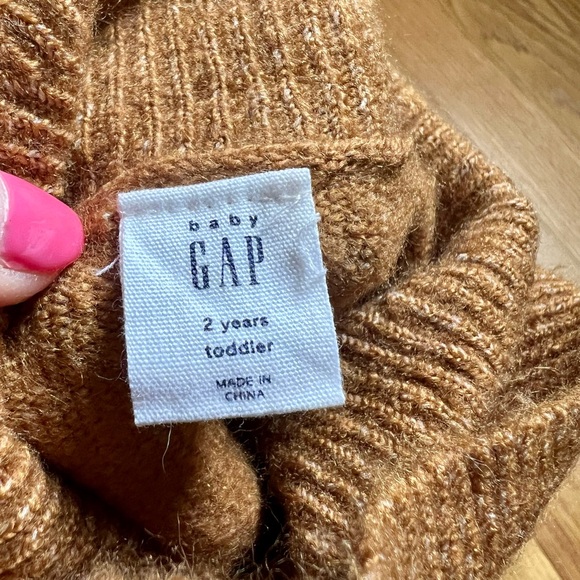 baby
GAP
2 years
toddler
MADE IN
CHINA